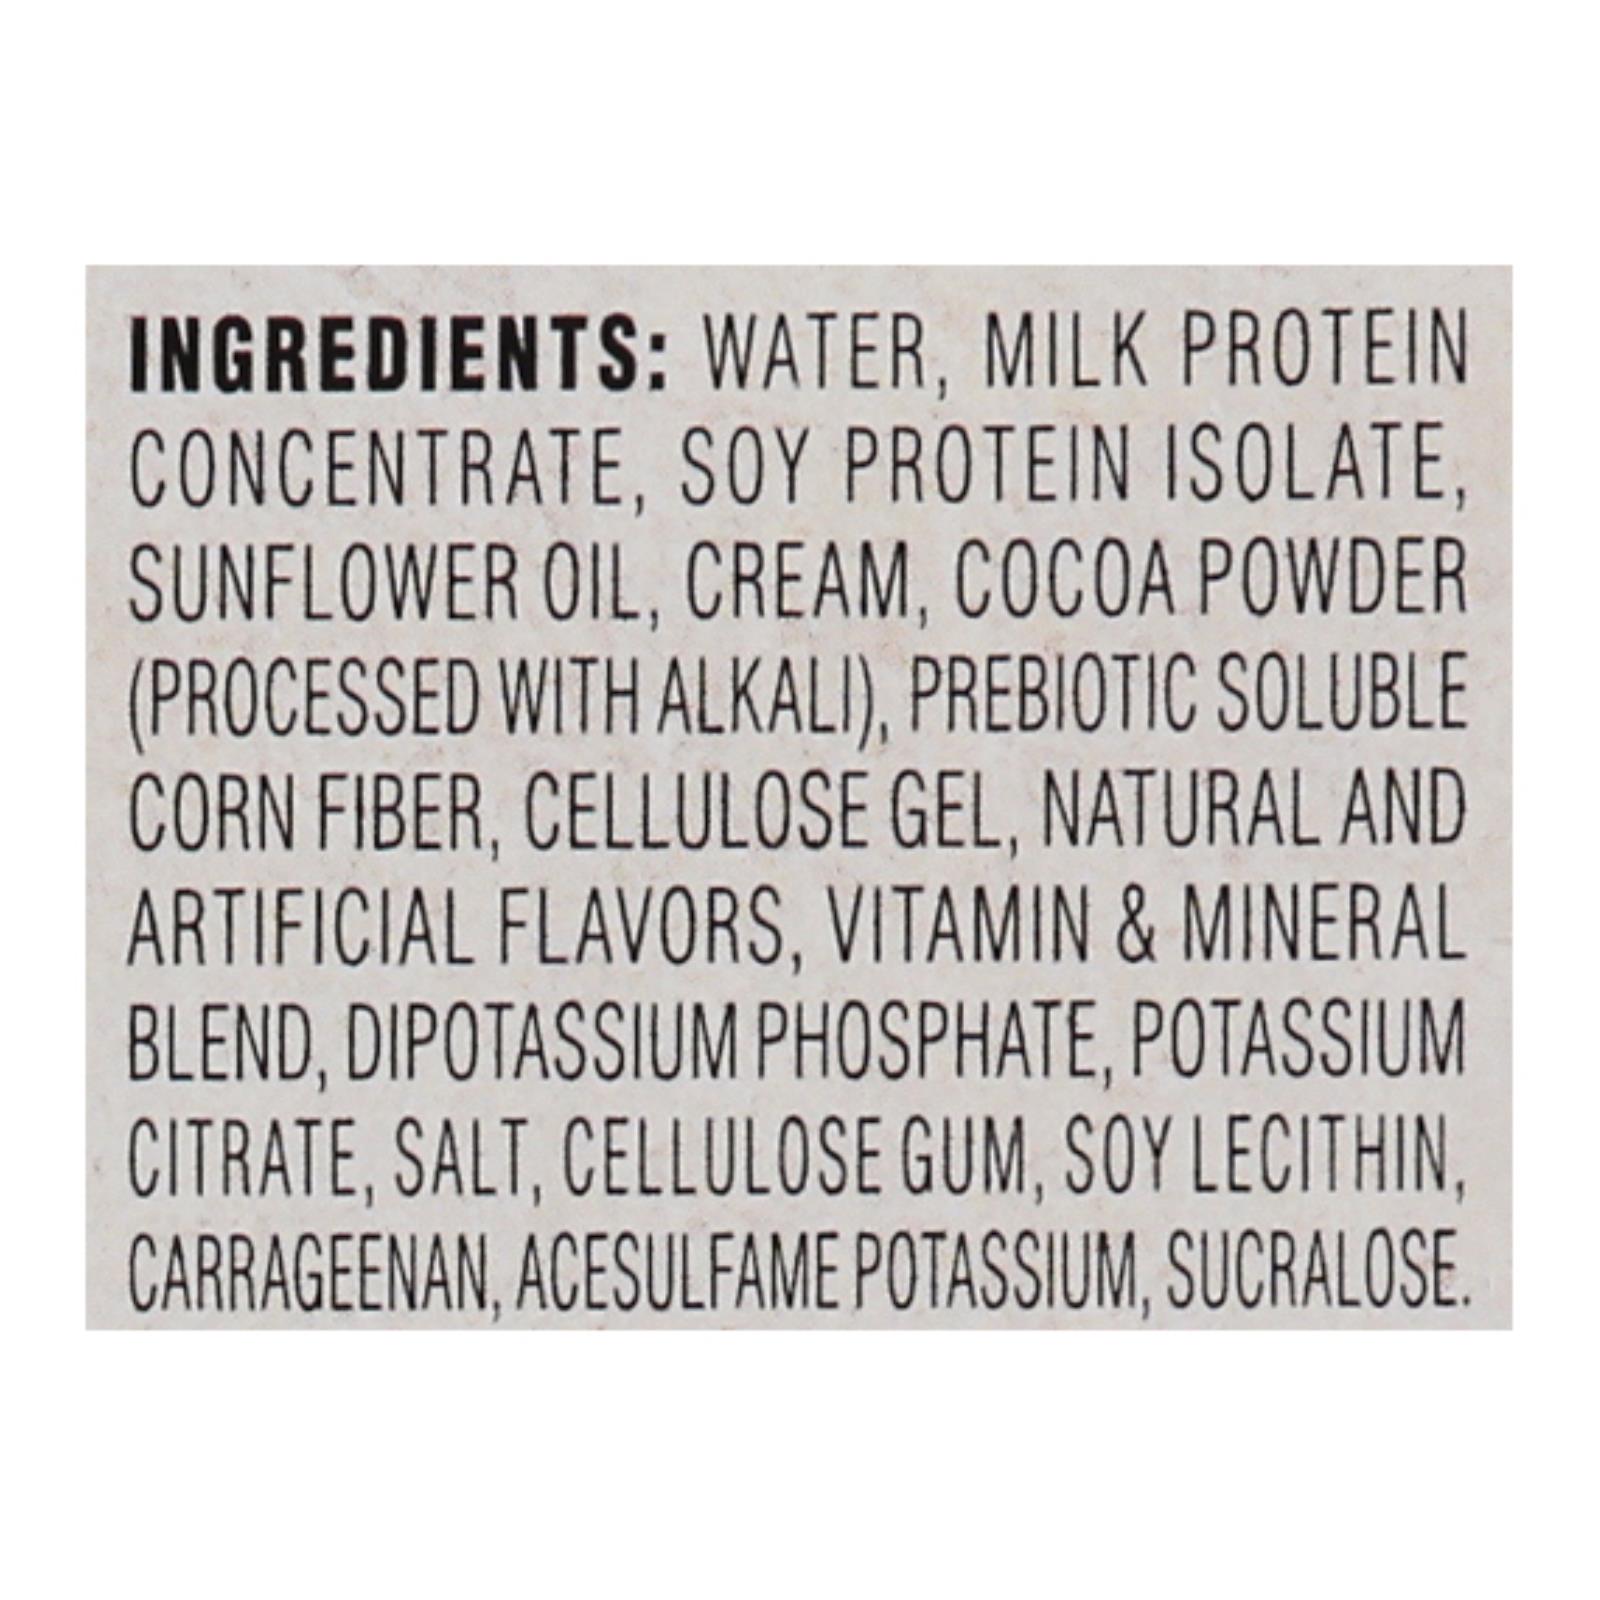 INGREDIENTS: WATER, MILK PROTEIN
CONCENTRATE, SOY PROTEIN ISOLATE,
SUNFLOWER OIL, CREAM, COCOA POWDER
(PROCESSED WITH ALKALI), PREBIOTIC SOLUBLE
CORN FIBER, CELLULOSE GEL, NATURAL AND
ARTIFICIAL FLAVORS, VITAMIN & MINERAL
BLEND, DIPOTASSIUM PHOSPHATE, POTASSIUM
CITRATE, SALT, CELLULOSE GUM, SOY LECITHIN,
CARRAGEENAN, ACESULFAME POTASSIUM, SUCRALOSE.